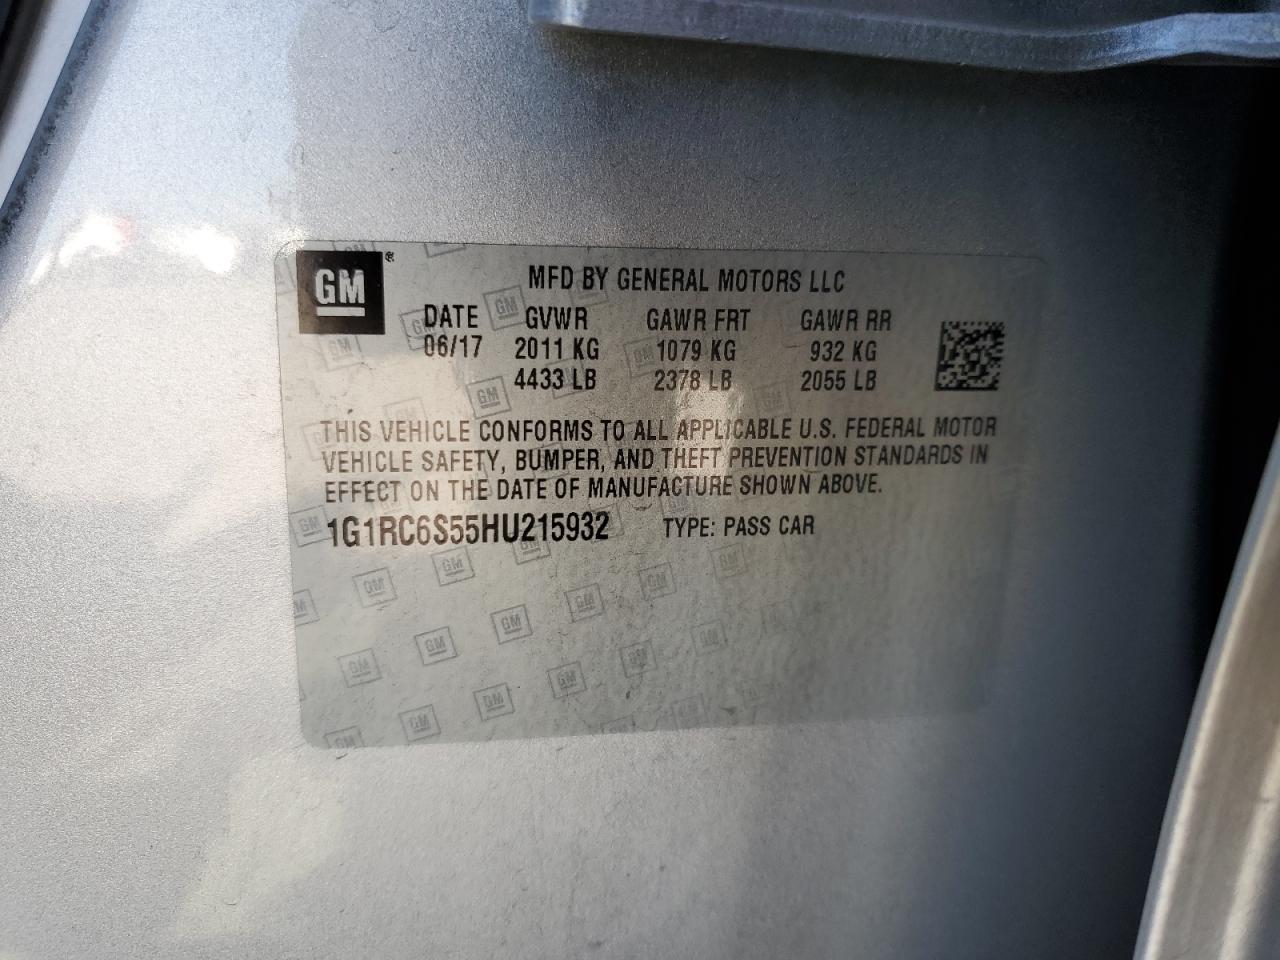 GM ® MFD BY GENERAL MOTORS LLC
DATE GVWR GAWR FRT GAWR RR
06/17 2011 KG 1079 KG 932 KG
4433 LB 2378 LB 2055 LB
THIS VEHICLE CONFORMS TO ALL APPLICABLE U.S. FEDERAL MOTOR
VEHICLE SAFETY, BUMPER, AND THEFT PREVENTION STANDARDS IN
EFFECT ON THE DATE OF MANUFACTURE SHOWN ABOVE.
1G1RC6S55HU215932 TYPE: PASS CAR